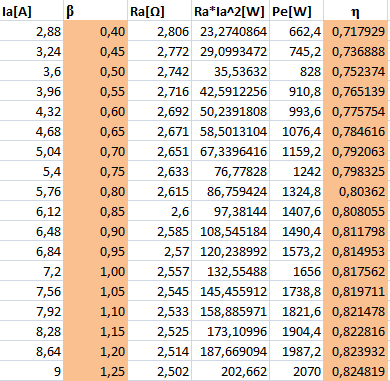 Ia[A] β Ra[Ω] Ra*Ia^2[W] Pe[W] η
2,88 0,40 2,806 23,2740864 662,4 0,717929
3,24 0,45 2,772 29,0993472 745,2 0,736888
3,6 0,50 2,742 35,53632 828 0,752374
3,96 0,55 2,716 42,5912256 910,8 0,765139
4,32 0,60 2,692 50,2391808 993,6 0,775754
4,68 0,65 2,671 58,5013104 1076,4 0,784616
5,04 0,70 2,651 67,3396416 1159,2 0,792063
5,4 0,75 2,633 76,77828 1242 0,798325
5,76 0,80 2,615 86,759424 1324,8 0,80362
6,12 0,85 2,6 97,38144 1407,6 0,808055
6,48 0,90 2,585 108,545184 1490,4 0,811798
6,84 0,95 2,57 120,238992 1573,2 0,814953
7,2 1,00 2,557 132,55488 1656 0,817562
7,56 1,05 2,545 145,455912 1738,8 0,819711
7,92 1,10 2,533 158,885971 1821,6 0,821478
8,28 1,15 2,525 173,10996 1904,4 0,822816
8,64 1,20 2,514 187,669094 1987,2 0,823932
9 1,25 2,502 202,662 2070 0,824819